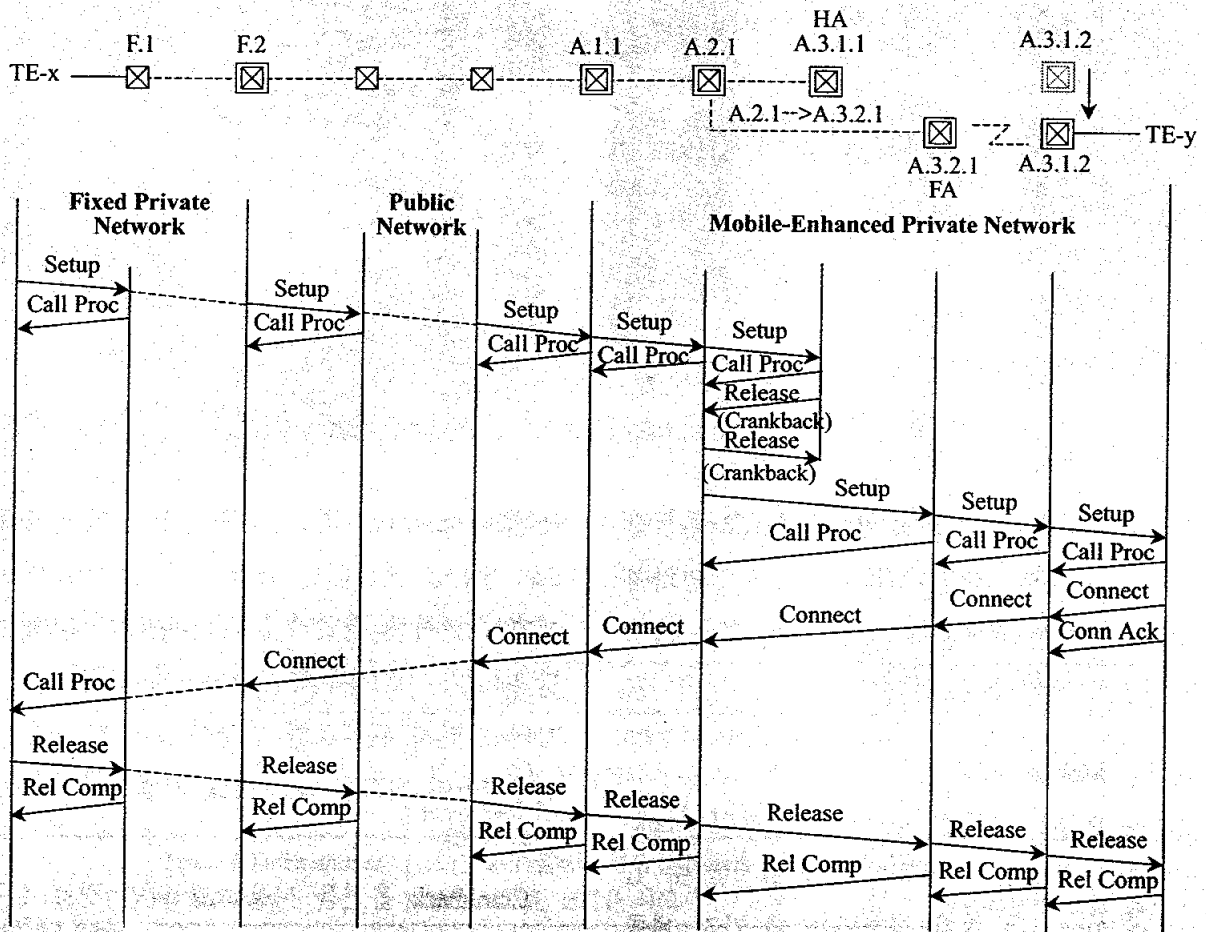 HA
F.1 F.2 A.1.1 A.2.1 A.3.1.1 A.3.1.2
TE-x
A.2.1-->A.3.2.1
TE-y
A.3.2.1 A.3.1.2
FA
Fixed Private
Network
Public
Network
Mobile-Enhanced Private Network
Setup
Call Proc
Setup
Call Proc
Setup
Call Proc
Setup
Call Proc
Setup
Call Proc
Release
(Crankback)
Release
(Crankback)
Setup
Call Proc
Setup
Call Proc
Setup
Call Proc
Connect
Conn Ack
Connect
Connect
Connect
Connect
Connect
Call Proc
Release
Rel Comp
Release
Rel Comp
Release
Rel Comp
Release
Rel Comp
Release
Rel Comp
Release
Rel Comp
Release
Rel Comp